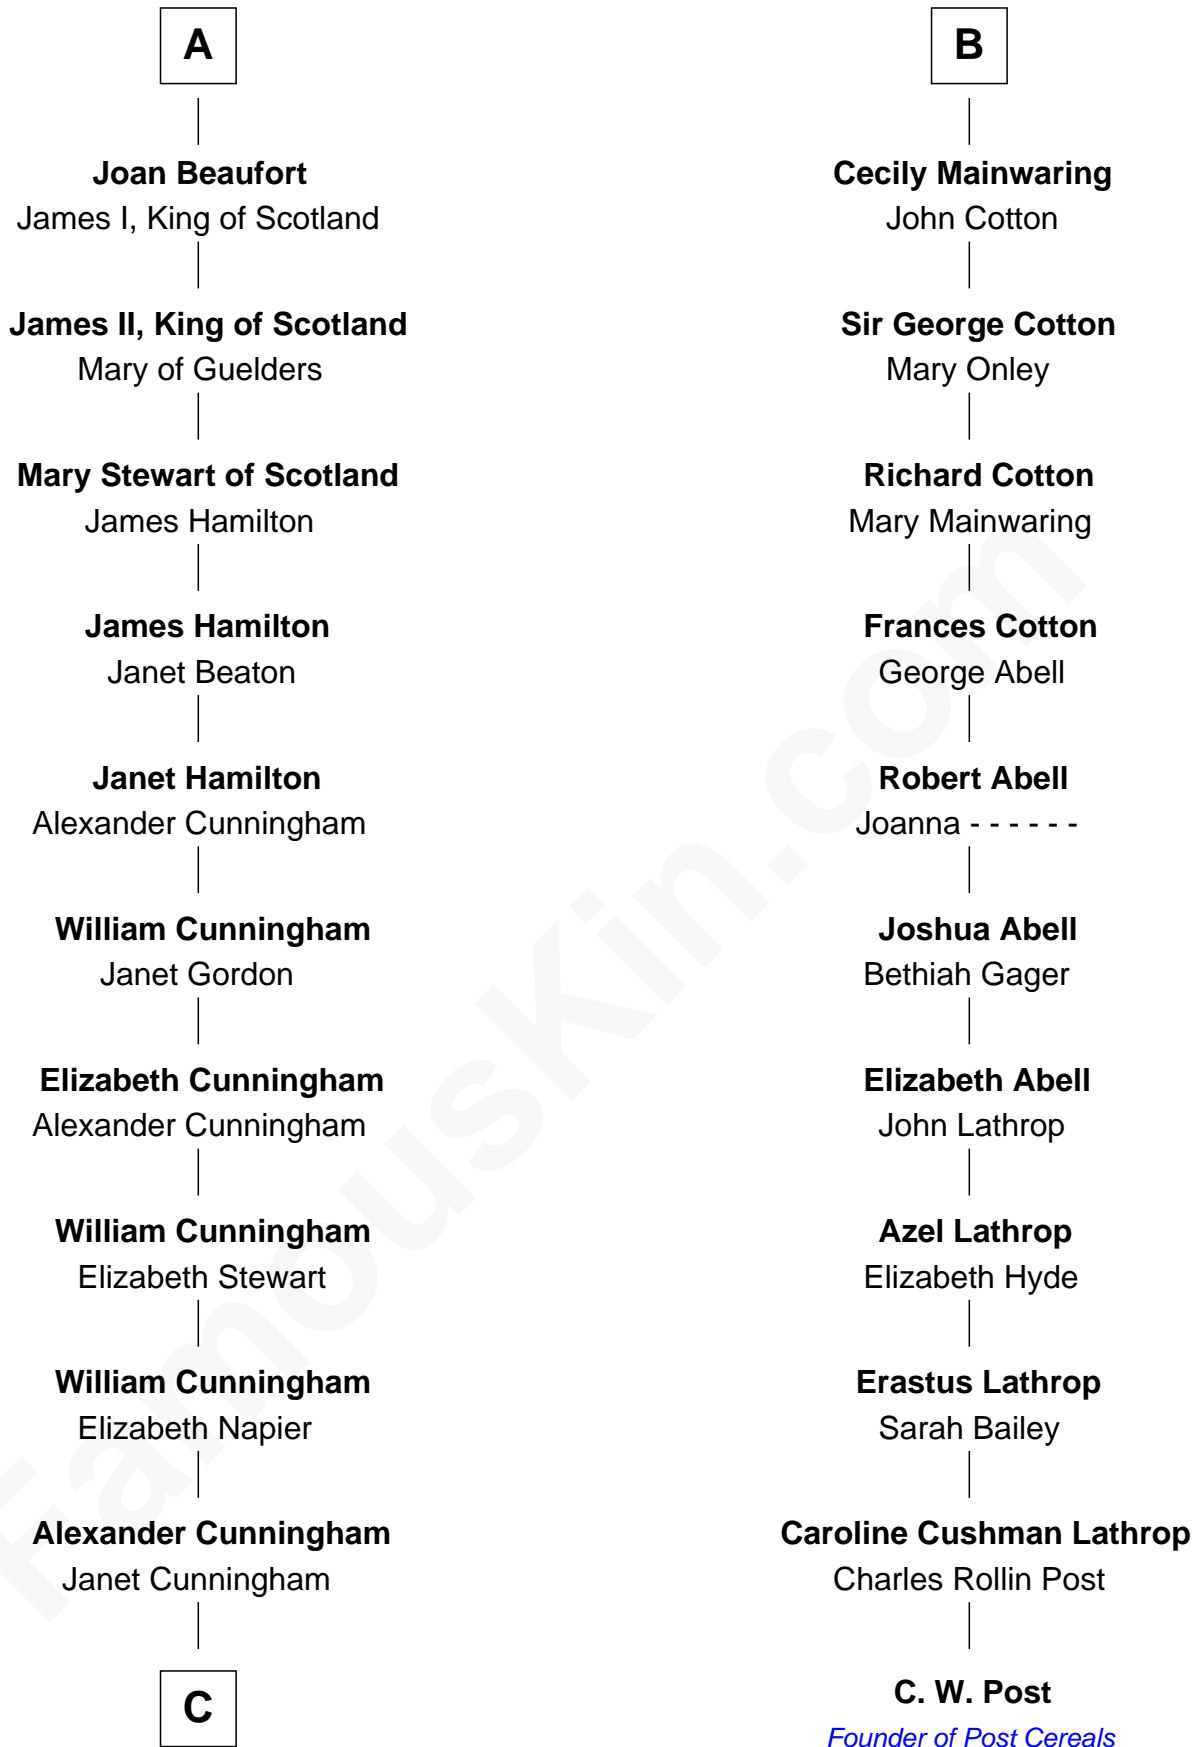 A
Joan Beaufort
James I, King of Scotland
James II, King of Scotland
Mary of Guelders
Mary Stewart of Scotland
James Hamilton
James Hamilton
Janet Beaton
Janet Hamilton
Alexander Cunningham
William Cunningham
Janet Gordon
Elizabeth Cunningham
Alexander Cunningham
William Cunningham
Elizabeth Stewart
William Cunningham
Elizabeth Napier
Alexander Cunningham
Janet Cunningham
C
B
Cecily Mainwaring
John Cotton
Sir George Cotton
Mary Onley
Richard Cotton
Mary Mainwaring
Frances Cotton
George Abell
Robert Abell
Joanna - - - - - -
Joshua Abell
Bethiah Gager
Elizabeth Abell
John Lathrop
Azel Lathrop
Elizabeth Hyde
Erastus Lathrop
Sarah Bailey
Caroline Cushman Lathrop
Charles Rollin Post
C. W. Post
Founder of Post Cereals
FamousKin.com